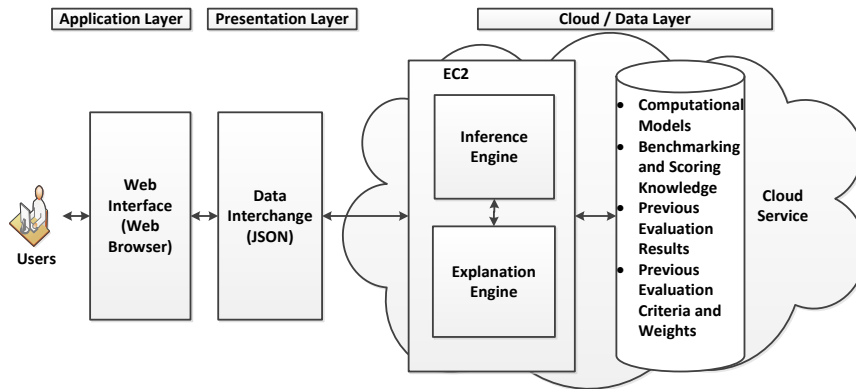 Application Layer
Presentation Layer
Cloud / Data Layer
Users
Web
Interface
(Web
Browser)
Data
Interchange
(JSON)
EC2
Inference
Engine
Explanation
Engine
• Computational
Models
• Benchmarking
and Scoring
Knowledge
• Previous
Evaluation
Results
• Previous
Evaluation
Criteria and
Weights
Cloud
Service